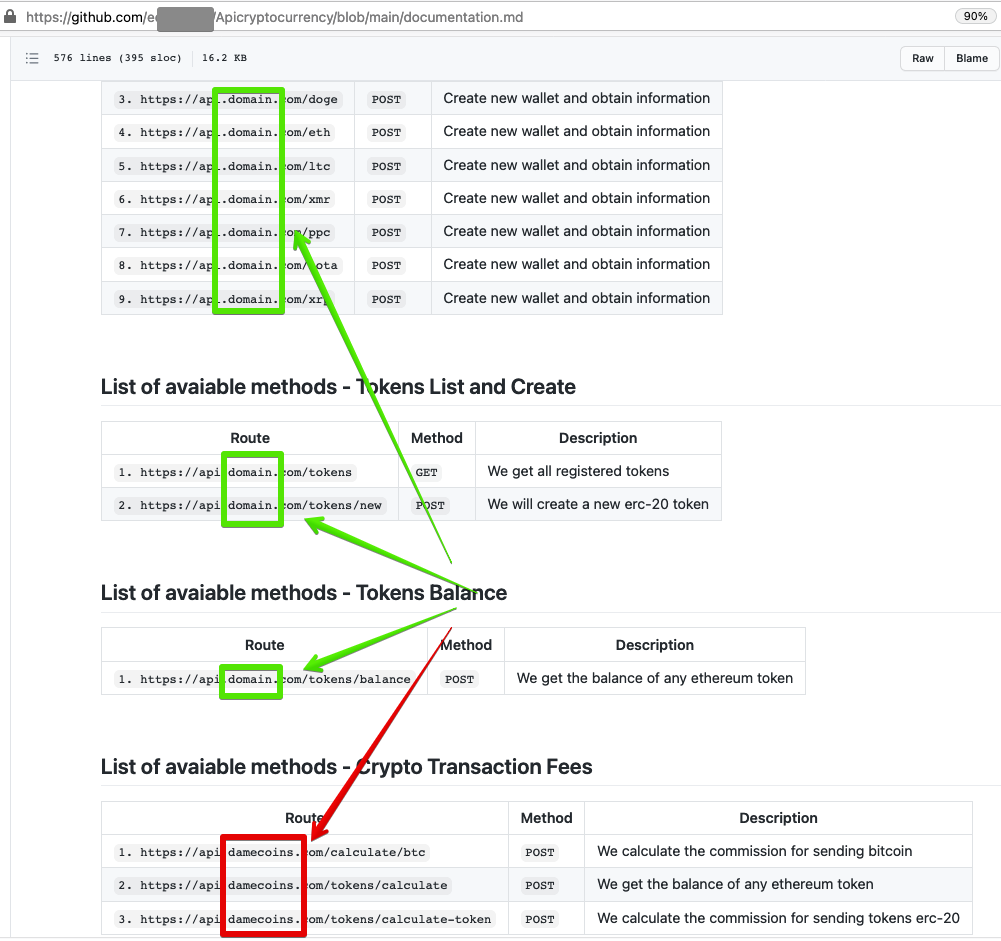 https://github.com/e /Apicryptocurrency/blob/main/documentation.md 90%
576 lines (395 sloc) 16.2 KB Raw Blame
3. https://api.domain.com/doge POST Create new wallet and obtain information
4. https://api.domain.com/eth POST Create new wallet and obtain information
5. https://api.domain.com/ltc POST Create new wallet and obtain information
6. https://api.domain.com/xmr POST Create new wallet and obtain information
7. https://api.domain.com/ppc POST Create new wallet and obtain information
8. https://api.domain.com/iota POST Create new wallet and obtain information
9. https://api.domain.com/xrp POST Create new wallet and obtain information
List of avaiable methods - Tokens List and Create
Route Method Description
1. https://api.domain.com/tokens GET We get all registered tokens
2. https://api.domain.com/tokens/new POST We will create a new erc-20 token
List of avaiable methods - Tokens Balance
Route Method Description
1. https://api.domain.com/tokens/balance POST We get the balance of any ethereum token
List of avaiable methods - Crypto Transaction Fees
Route Method Description
1. https://api.damecoins.com/calculate/btc POST We calculate the commission for sending bitcoin
2. https://api.damecoins.com/tokens/calculate POST We get the balance of any ethereum token
3. https://api.damecoins.com/tokens/calculate-token POST We calculate the commission for sending tokens erc-20